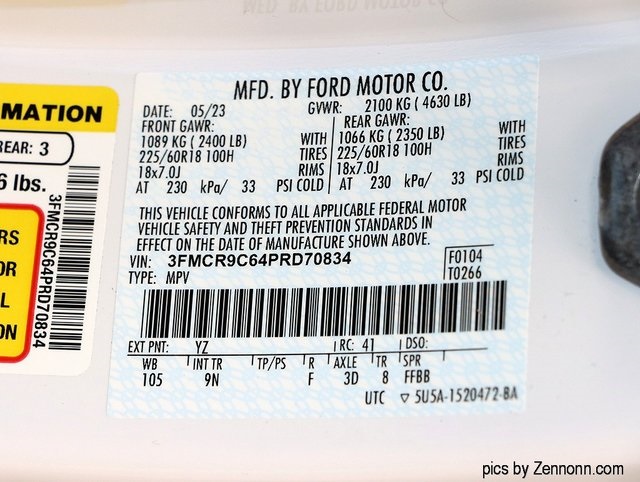 MFD. BY FORD MOTOR CO.
MATION
REAR: 3
6 lbs.
RS
OR
L
ON
3FMCR9C64PRD70834
MFD. BY FORD MOTOR CO.
DATE: 05/23 GVWR: 2100 KG ( 4630 LB)
FRONT GAWR: REAR GAWR:
1089 KG ( 2400 LB) WITH 1066 KG ( 2350 LB) WITH
225/60R18 100H TIRES 225/60R18 100H TIRES
18x7.0J RIMS 18x7.0J RIMS
AT 230 kPa/ 33 PSI COLD AT 230 kPa/ 33 PSI COLD
THIS VEHICLE CONFORMS TO ALL APPLICABLE FEDERAL MOTOR
VEHICLE SAFETY AND THEFT PREVENTION STANDARDS IN
EFFECT ON THE DATE OF MANUFACTURE SHOWN ABOVE.
VIN: 3FMCR9C64PRD70834 F0104
TYPE: MPV T0266
EXT PNT: YZ RC: 41 DSO:
WB INT TR TP/PS R AXLE TR SPR
105 9N F 3D 8 FFBB
UTC ▽ 5U5A-1520472-BA
pics by Zennonn.com